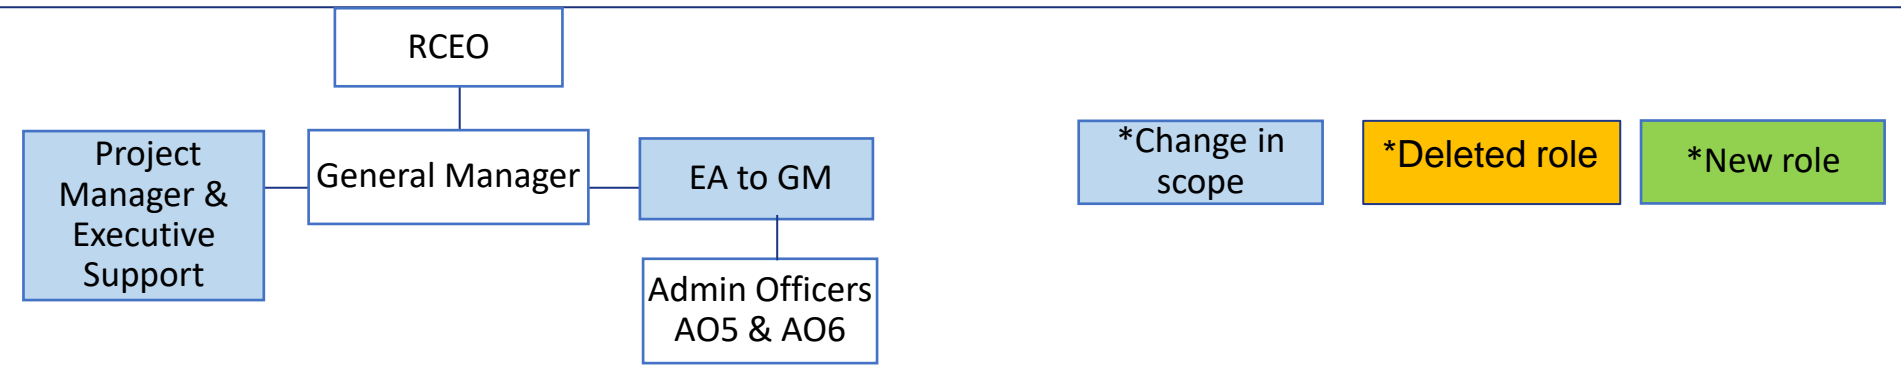 RCEO
Project
Manager &
Executive
Support
General Manager
EA to GM
Admin Officers
AO5 & AO6
*Change in
scope
*Deleted role
*New role